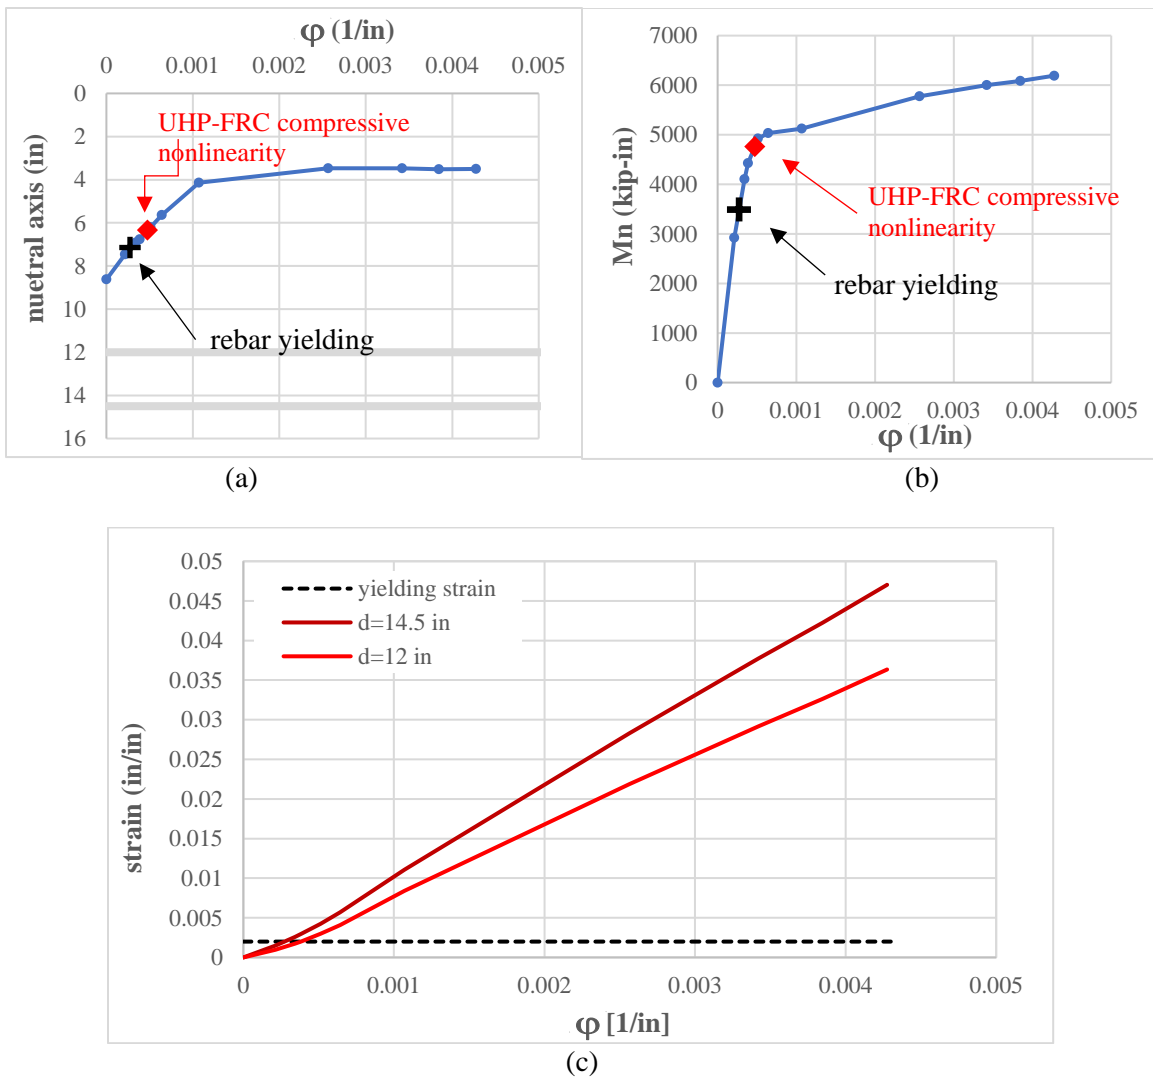 φ (1/in)
0 0.001 0.002 0.003 0.004 0.005
0
2
4
6
8
10
12
14
16
nuetral axis (in)
UHP-FRC compressive
nonlinearity
rebar yielding
(a)
7000
6000
5000
4000
3000
2000
1000
0
Mn (kip-in)
UHP-FRC compressive
nonlinearity
rebar yielding
0 0.001 0.002 0.003 0.004 0.005
φ (1/in)
(b)
0.05
0.045
0.04
0.035
0.03
0.025
0.02
0.015
0.01
0.005
0
strain (in/in)
yielding strain
d=14.5 in
d=12 in
0 0.001 0.002 0.003 0.004 0.005
φ [1/in]
(c)